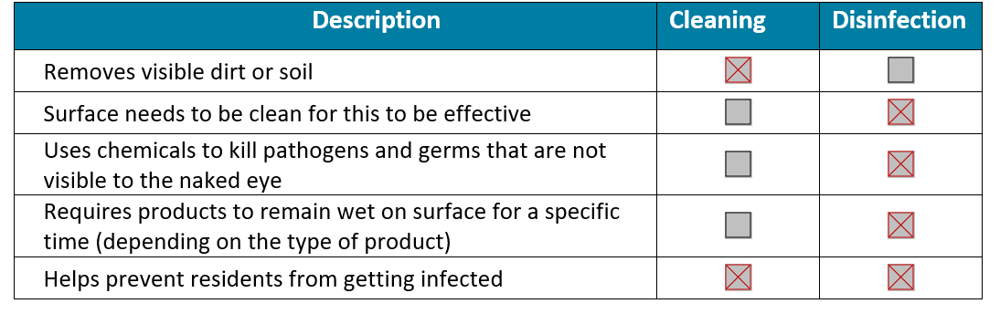 Description Cleaning Disinfection
Removes visible dirt or soil
Surface needs to be clean for this to be effective
Uses chemicals to kill pathogens and germs that are not
visible to the naked eye
Requires products to remain wet on surface for a specific
time (depending on the type of product)
Helps prevent residents from getting infected